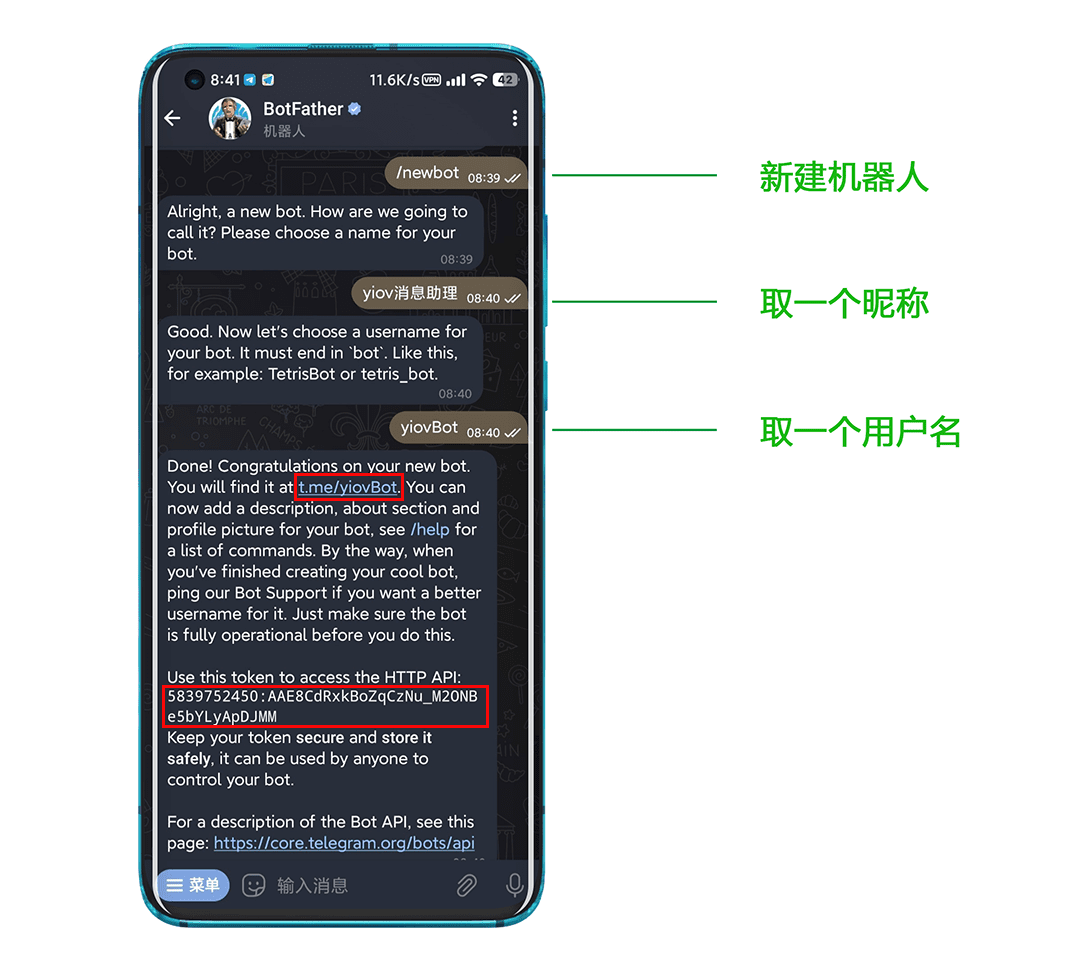 8:41 11.6K/s VPN 42
BotFather
机器人
/newbot 08:39
新建机器人
Alright, a new bot. How are we going to
call it? Please choose a name for your
bot.
08:39
yiov消息助理 08:40
取一个昵称
Good. Now let's choose a username for
your bot. It must end in `bot`. Like this,
for example: TetrisBot or tetris_bot.
08:40
yiovBot 08:40
取一个用户名
Done! Congratulations on your new bot.
You will find it at t.me/yiovBot. You can
now add a description, about section and
profile picture for your bot, see /help for
a list of commands. By the way, when
you've finished creating your cool bot,
ping our Bot Support if you want a better
username for it. Just make sure the bot
is fully operational before you do this.
Use this token to access the HTTP API:
5839752450:AAE8CdRxkBoZqCzNu_M2ONB
e5bYLyApDJMM
Keep your token secure and store it
safely, it can be used by anyone to
control your bot.
For a description of the Bot API, see this
page: https://core.telegram.org/bots/api
菜单 输入消息